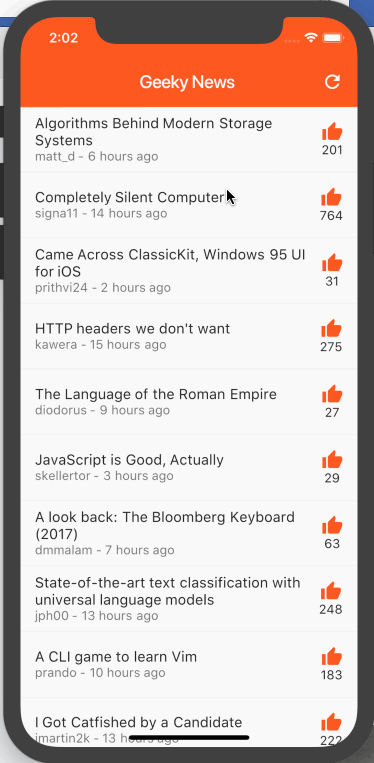 2:02
Geeky News
Algorithms Behind Modern Storage
Systems
matt_d - 6 hours ago
201
Completely Silent Computer
signa11 - 14 hours ago
764
Came Across ClassicKit, Windows 95 UI
for iOS
prithvi24 - 2 hours ago
31
HTTP headers we don't want
kawera - 15 hours ago
275
The Language of the Roman Empire
diodorus - 9 hours ago
27
JavaScript is Good, Actually
skellertor - 3 hours ago
29
A look back: The Bloomberg Keyboard
(2017)
dmmalam - 7 hours ago
63
State-of-the-art text classification with
universal language models
jph00 - 13 hours ago
248
A CLI game to learn Vim
prando - 10 hours ago
183
I Got Catfished by a Candidate
imartin2k - 13 hours ago
222